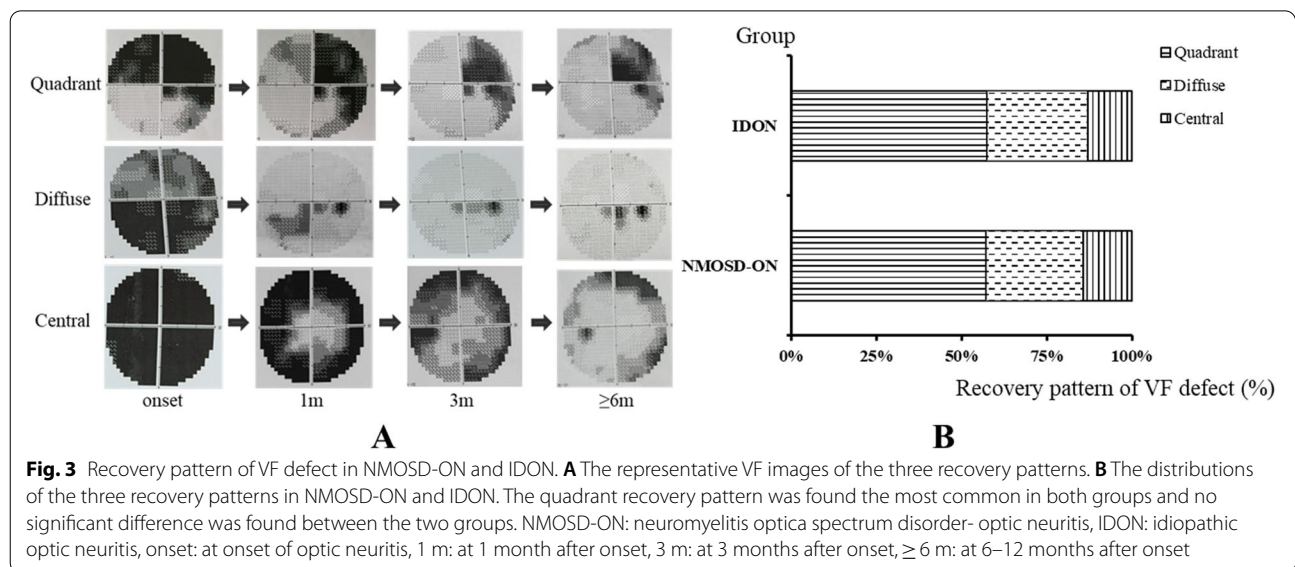 Quadrant
Diffuse
Central
onset
1m
3m
≥6m
A
Group
Quadrant
Diffuse
Central
IDON
NMOSD-ON
0%
25%
50%
75%
100%
Recovery pattern of VF defect (%)
B
Fig. 3 Recovery pattern of VF defect in NMOSD-ON and IDON. A The representative VF images of the three recovery patterns. B The distributions
of the three recovery patterns in NMOSD-ON and IDON. The quadrant recovery pattern was found the most common in both groups and no
significant difference was found between the two groups. NMOSD-ON: neuromyelitis optica spectrum disorder- optic neuritis, IDON: idiopathic
optic neuritis, onset: at onset of optic neuritis, 1 m: at 1 month after onset, 3 m: at 3 months after onset, ≥ 6 m: at 6–12 months after onset